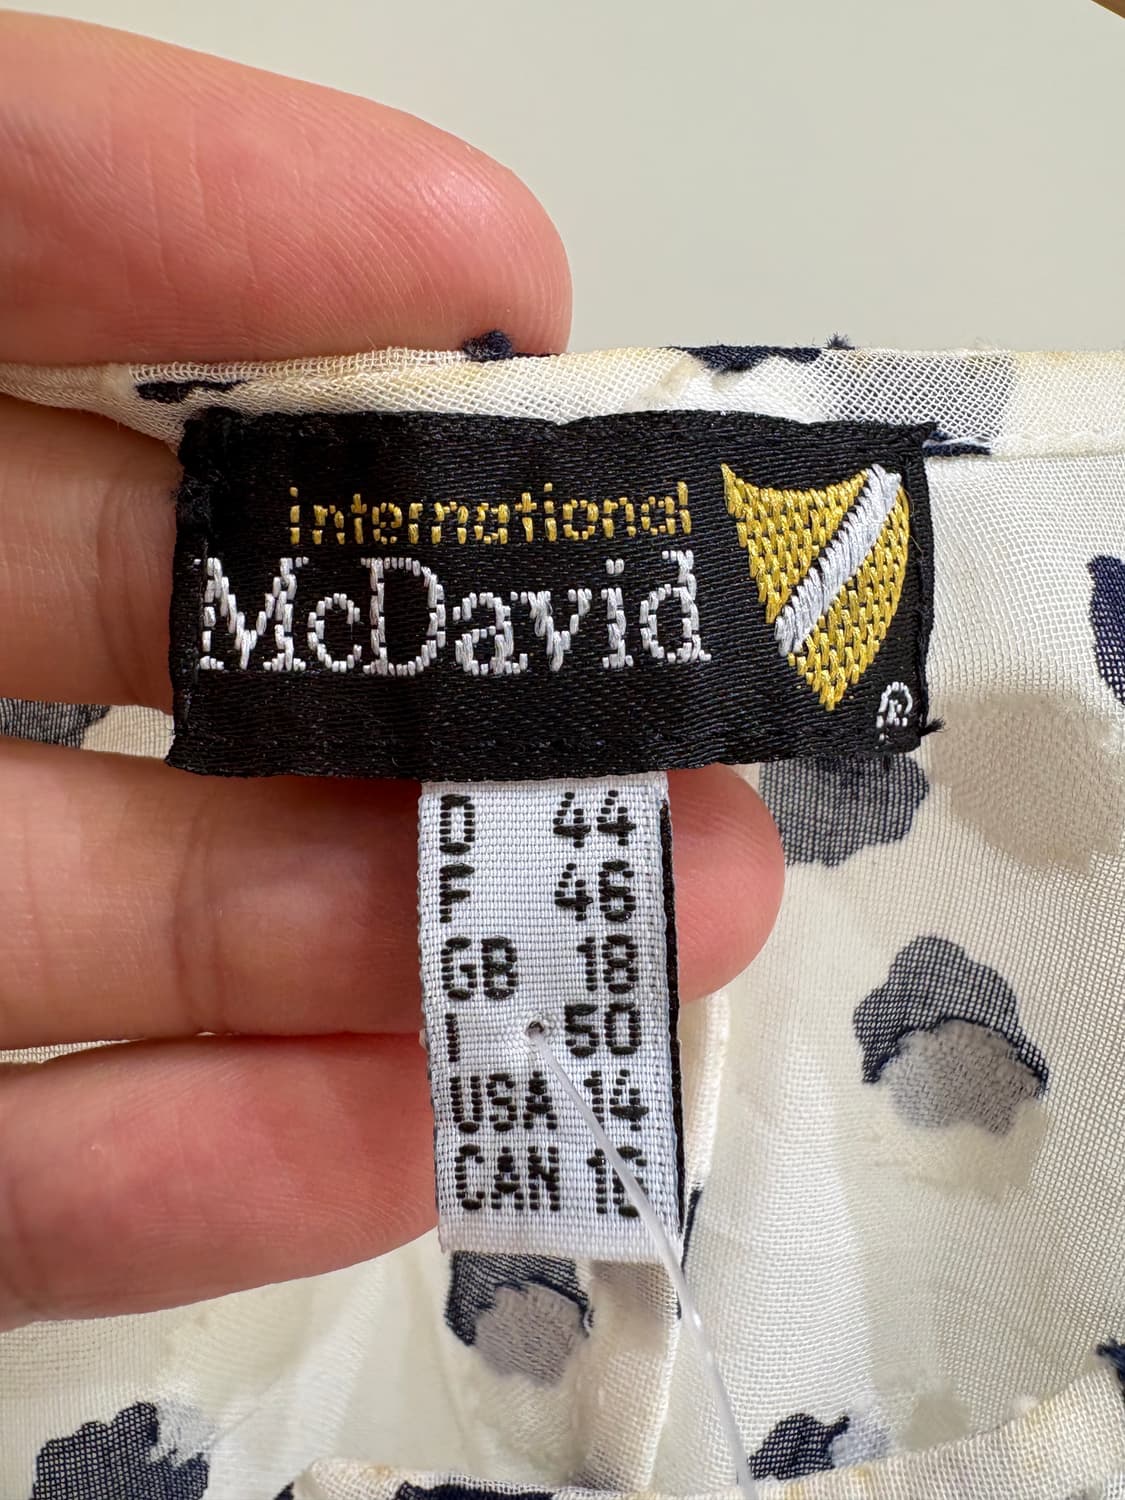 international
McDavid
®
D 44
F 46
GB 18
I 50
USA 14
CAN 16